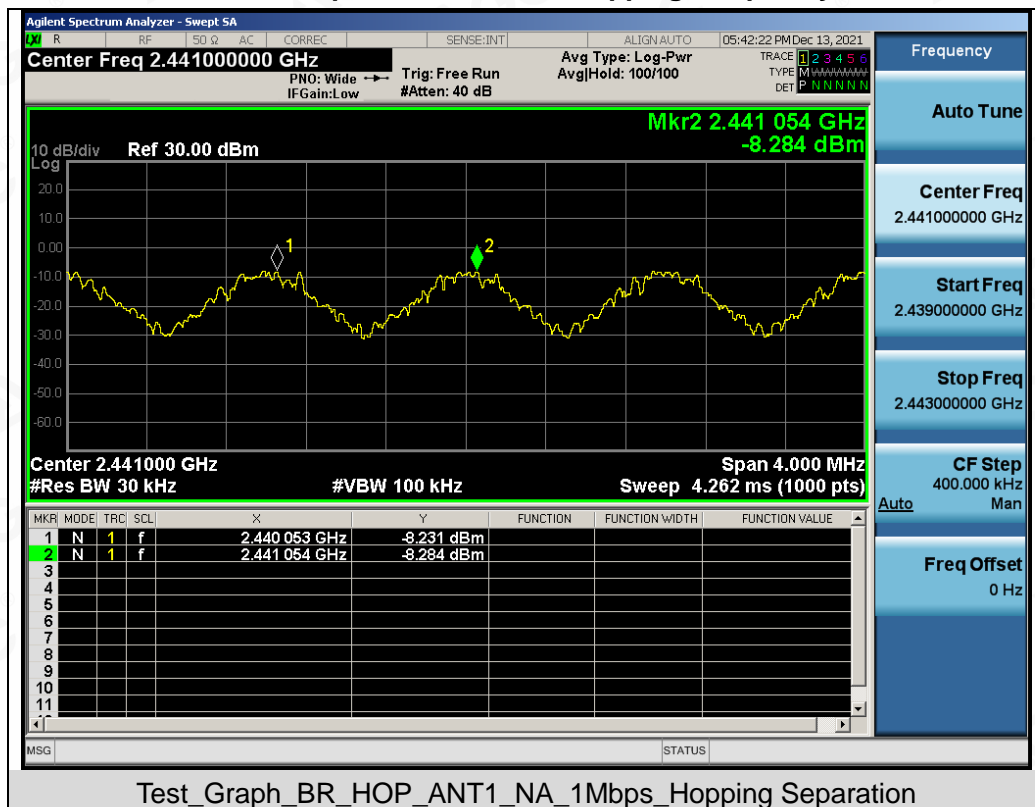 Agilent Spectrum Analyzer - Swept SA
LXI R RF 50 Ω AC CORREC SENSE:INT ALIGNAUTO 05:42:22 PM Dec 13, 2021
Center Freq 2.441000000 GHz
PNO: Wide
IFGain:Low
Trig: Free Run
#Atten: 40 dB
Avg Type: Log-Pwr
Avg|Hold: 100/100
TRACE 1 2 3 4 5 6
TYPE M WWWWW
DET P N N N N N
Mkr2 2.441 054 GHz
-8.284 dBm
10 dB/div Ref 30.00 dBm
Log
20.0
10.0
0.00
-10.0
-20.0
-30.0
-40.0
-50.0
-60.0
1
2
Center 2.441000 GHz Span 4.000 MHz
#Res BW 30 kHz #VBW 100 kHz Sweep 4.262 ms (1000 pts)
MKR MODE TRC SCL X Y FUNCTION FUNCTION WIDTH FUNCTION VALUE
1 N 1 f 2.440 053 GHz -8.231 dBm
2 N 1 f 2.441 054 GHz -8.284 dBm
3
4
5
6
7
8
9
10
11
MSG STATUS
Frequency
Auto Tune
Center Freq
2.441000000 GHz
Start Freq
2.439000000 GHz
Stop Freq
2.443000000 GHz
CF Step
400.000 kHz
Auto Man
Freq Offset
0 Hz
Test_Graph_BR_HOP_ANT1_NA_1Mbps_Hopping Separation